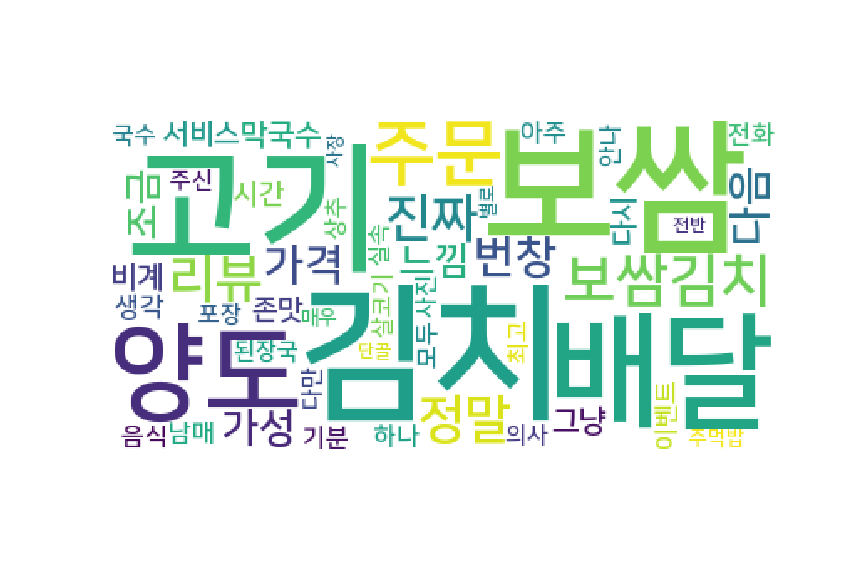 국수 서비스 막국수 주문 아주 전화
사장 안나
고기 보쌈
조금 주신 시간 상추 진짜 별로 다시 전반 다음
실속
비계 리뷰 가격 느낌 번창 보쌈김치
생각 포장 존맛 매우 살코기 모두 사진
양도 김치 배달
된장국 단골 최고
다만 이벤트
음식 남매 가성 기분 하나 정말 의사 그냥 주먹밥